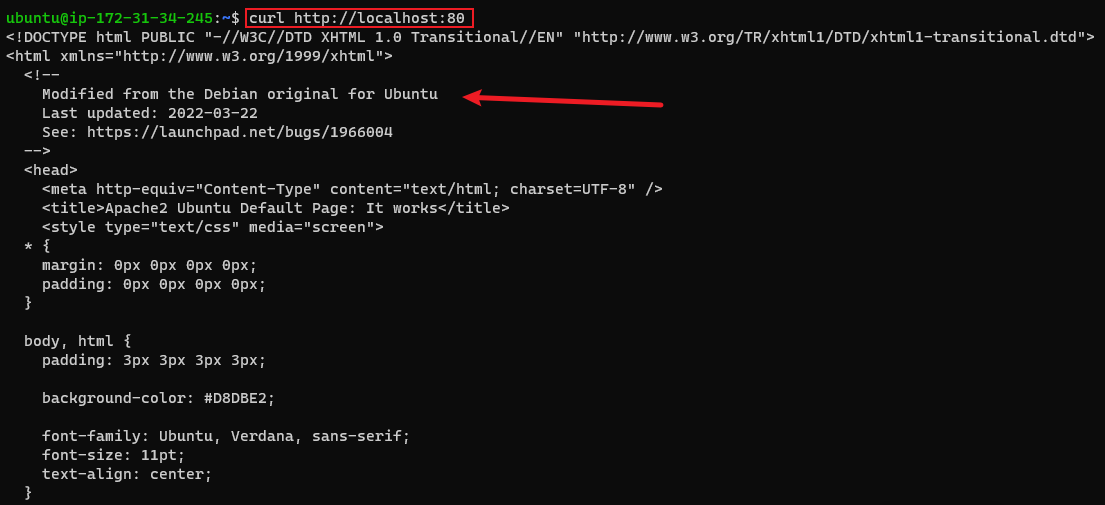 ubuntu@ip-172-31-34-245:~$ curl http://localhost:80
<!DOCTYPE html PUBLIC "-//W3C//DTD XHTML 1.0 Transitional//EN" "http://www.w3.org/TR/xhtml1/DTD/xhtml1-transitional.dtd">
<html xmlns="http://www.w3.org/1999/xhtml">
  <!--
    Modified from the Debian original for Ubuntu
    Last updated: 2022-03-22
    See: https://launchpad.net/bugs/1966004
  -->
  <head>
    <meta http-equiv="Content-Type" content="text/html; charset=UTF-8" />
    <title>Apache2 Ubuntu Default Page: It works</title>
    <style type="text/css" media="screen">
  * {
    margin: 0px 0px 0px 0px;
    padding: 0px 0px 0px 0px;
  }

  body, html {
    padding: 3px 3px 3px 3px;

    background-color: #D8DBE2;

    font-family: Ubuntu, Verdana, sans-serif;
    font-size: 11pt;
    text-align: center;
  }